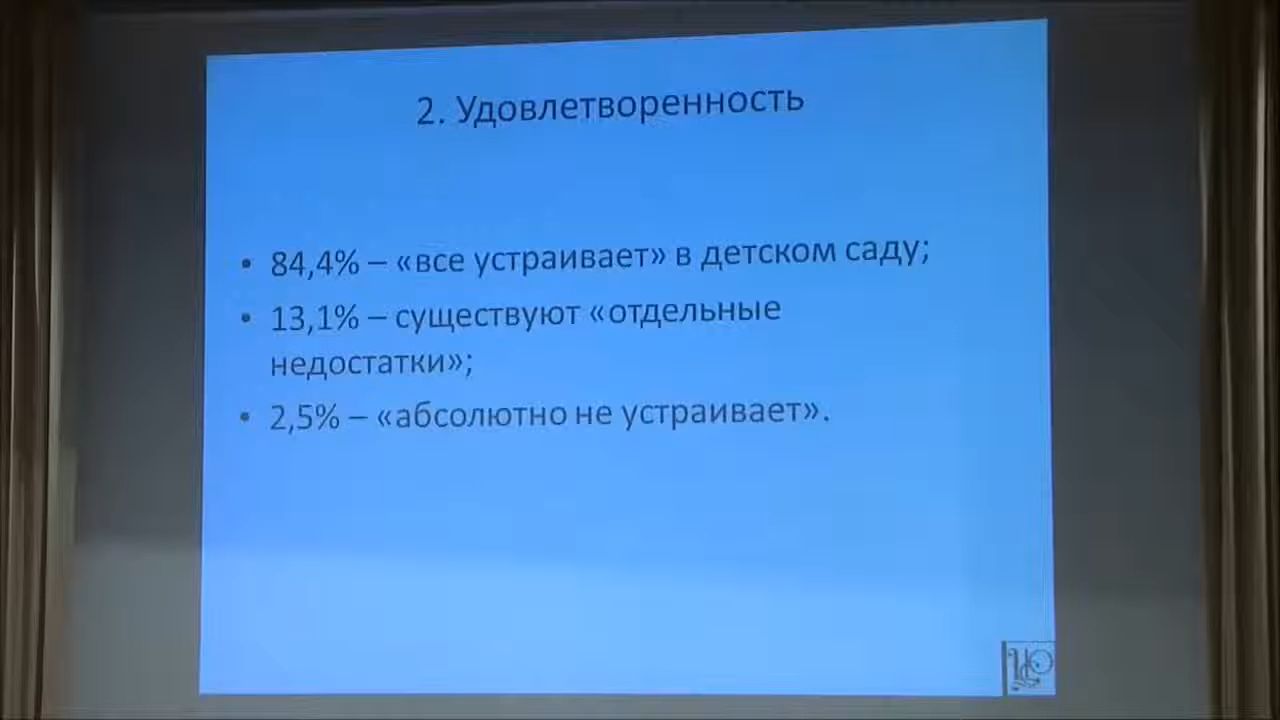 2. Удовлетворенность
• 84,4% – «все устраивает» в детском саду;
• 13,1% – существуют «отдельные
недостатки»;
• 2,5% – «абсолютно не устраивает».